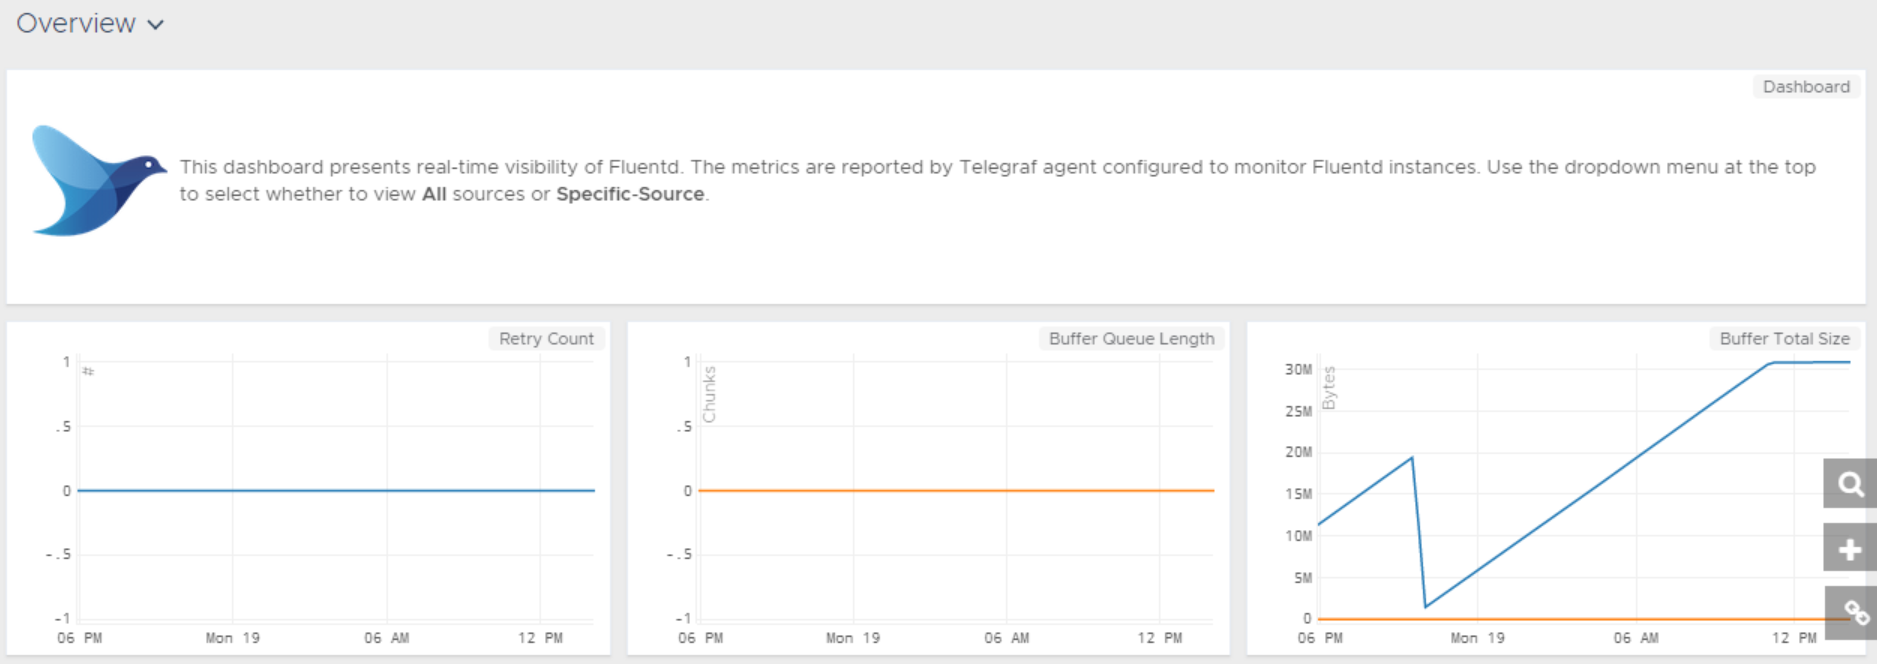 Overview
Dashboard
This dashboard presents real-time visibility of Fluentd. The metrics are reported by Telegraf agent configured to monitor Fluentd instances. Use the dropdown menu at the top
to select whether to view All sources or Specific-Source.
Retry Count
1
#
.5
0
-.5
-1
06 PM
Mon 19
06 AM
12 PM
Buffer Queue Length
1
Chunks
.5
0
-.5
-1
06 PM
Mon 19
06 AM
12 PM
Buffer Total Size
30M
Bytes
25M
20M
15M
10M
5M
0
06 PM
Mon 19
06 AM
12 PM